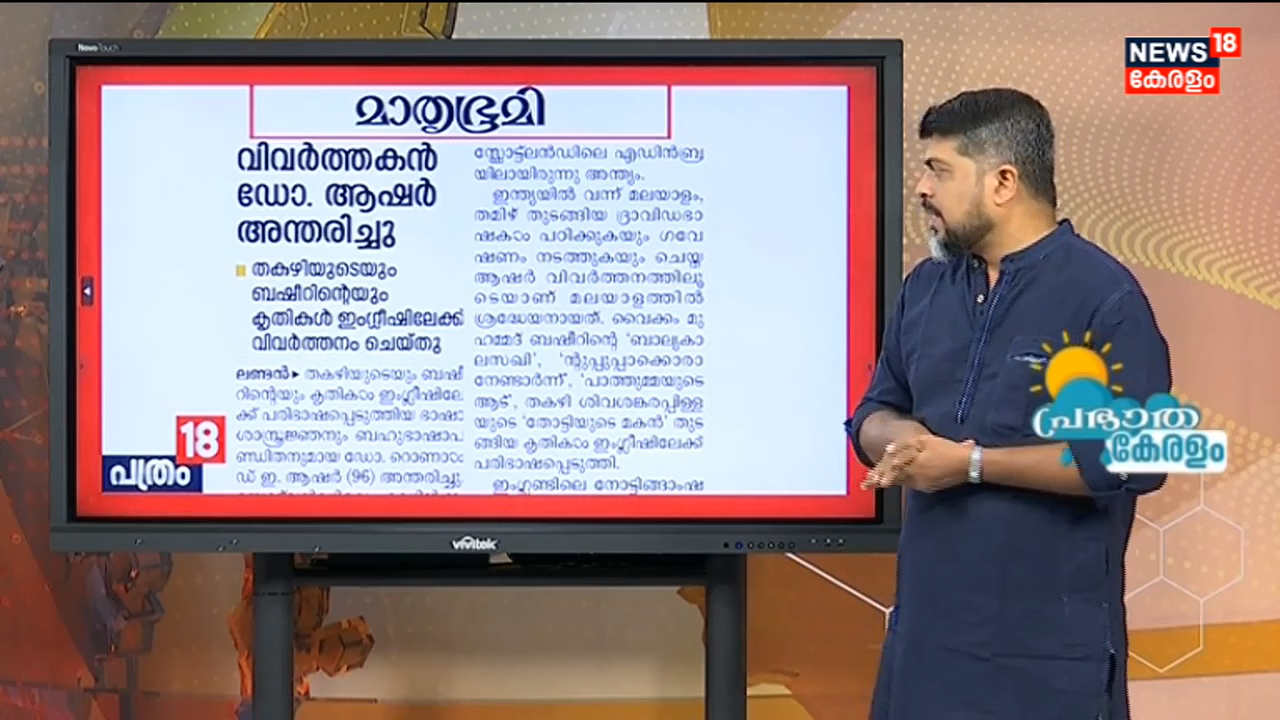 NovoTouch
NEWS 18
കേരളം
മാതൃഭൂമി
വിവർത്തകൻ
ഡോ. ആഷർ
അന്തരിച്ചു
തകഴിയുടെയും
ബഷീറിന്റെയും
കൃതികൾ ഇംഗ്ലീഷിലേക്ക്
വിവർത്തനം ചെയ്തു
ലണ്ടൻ ▸ തകഴിയുടെയും ബഷീ
റിന്റെയും കൃതികൾ ഇംഗ്ലീഷിലേ
ക്ക് പരിഭാഷപ്പെടുത്തിയ ഭാഷാ
ശാസ്ത്രജ്ഞനും ബഹുഭാഷാപ
ണ്ഡിതനുമായ ഡോ. റൊണാൾ
ഡ് ഇ. ആഷർ (96) അന്തരിച്ചു.
സ്കോട്ട്ലൻഡിലെ എഡിൻബ്ര
യിലായിരുന്നു അന്ത്യം.
ഇന്ത്യയിൽ വന്ന് മലയാളം,
തമിഴ് തുടങ്ങിയ ദ്രാവിഡഭാ
ഷകൾ പഠിക്കുകയും ഗവേ
ഷണം നടത്തുകയും ചെയ്ത
ആഷർ വിവർത്തനത്തിലൂ
ടെയാണ് മലയാളത്തിൽ
ശ്രദ്ധേയനായത്. വൈക്കം മു
ഹമ്മദ് ബഷീറിന്റെ 'ബാല്യകാ
ലസഖി', 'ന്റുപ്പുപ്പാക്കൊരാ
നേണ്ടാർന്ന്', 'പാത്തുമ്മയുടെ
ആട്', തകഴി ശിവശങ്കരപ്പിള്ള
യുടെ 'തോട്ടിയുടെ മകൻ' തുട
ങ്ങിയ കൃതികൾ ഇംഗ്ലീഷിലേക്ക്
പരിഭാഷപ്പെടുത്തി.
ഇംഗ്ലണ്ടിലെ നോട്ടിങ്ങാംഷ
18
പത്രം
പ്രഭാത
കേരളം
vivitek